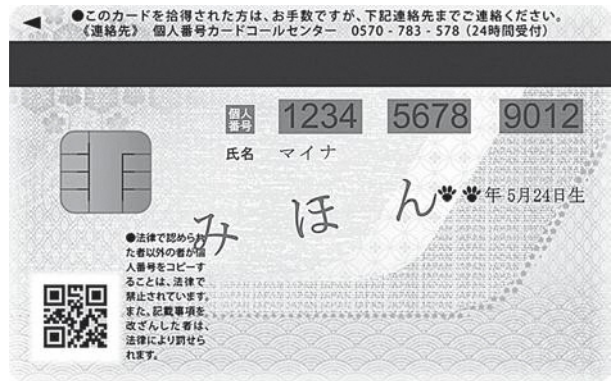 ●このカードを拾得された方は、お手数ですが、下記連絡先までご連絡ください。
《連絡先》 個人番号カードコールセンター 0570-783-578（24時間受付）
個人番号 1234 5678 9012
氏名 マイナ
年 5月24日生
みほん
●法律で認められ
た者以外の者が個
人番号をコピーす
ることは、法律で
禁止されています。
また、記載事項を
改ざんした者は、
法律により罰せら
れます。